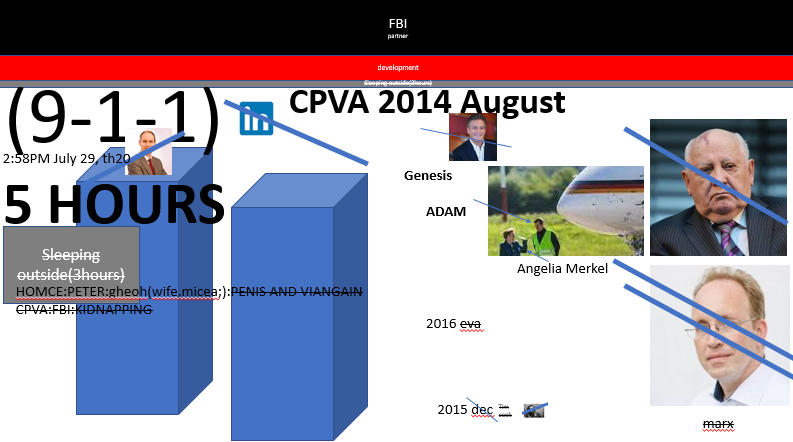 FBI
partner
development
Sleeping outside(3hours)
(9-1-1)
in
CPVA 2014 August
2:58PM July 29, th20
5 HOURS
Genesis
ADAM
Sleeping
outside(3hours)
HOMCE:PETER:gheoh(wife.micea;):PENIS AND VIANGAIN
CPVA:FBI:KIDNAPPING
Angelia Merkel
2016 eva
2015 dec
marx